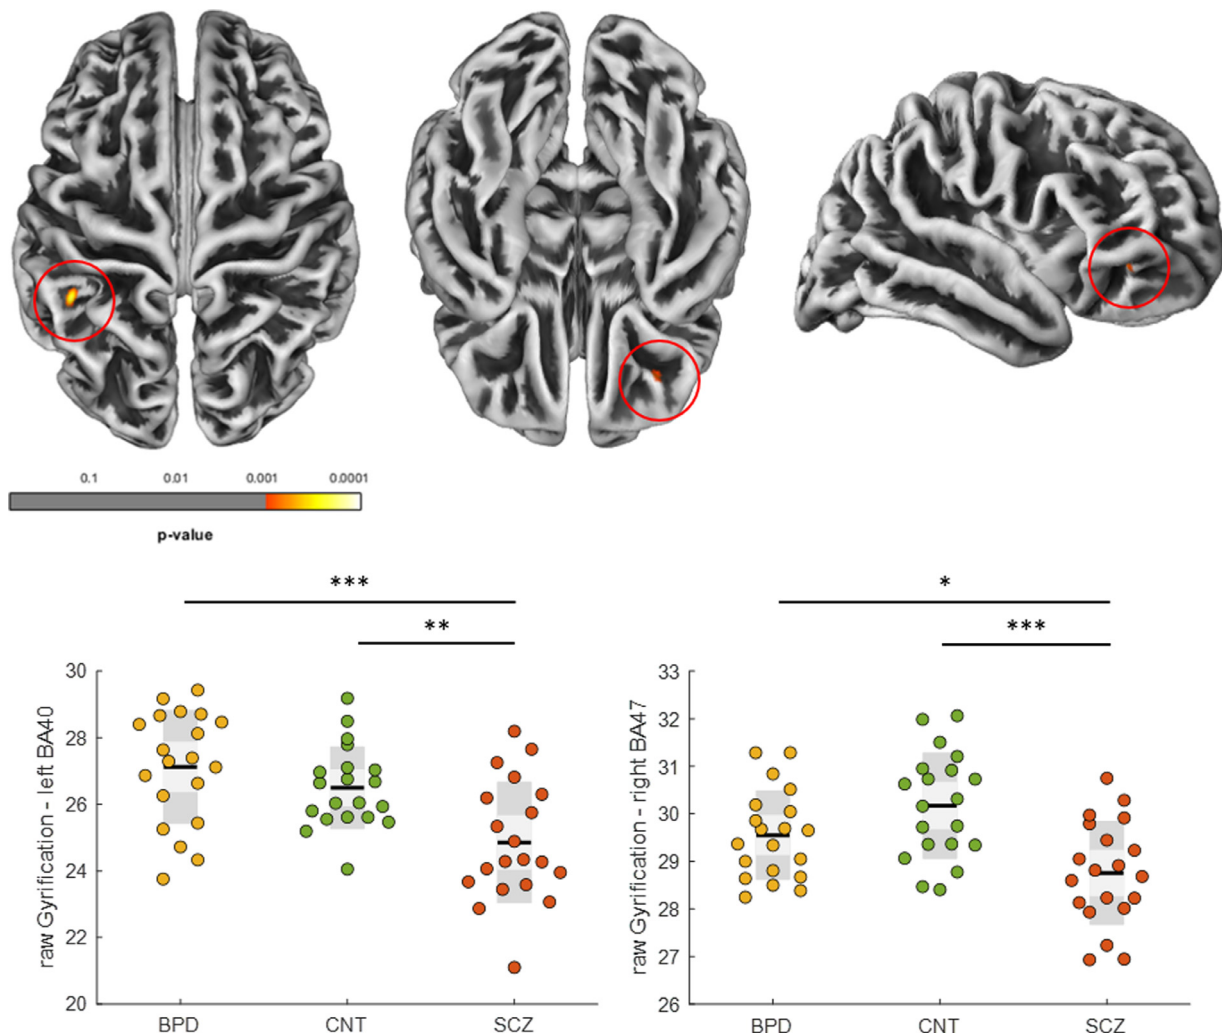 0.1 0.01 0.001 0.0001
p-value
*** *
** ***
raw Gyrification - left BA40
30
28
26
24
22
20
BPD CNT SCZ
raw Gyrification - right BA47
33
32
31
30
29
28
27
26
BPD CNT SCZ